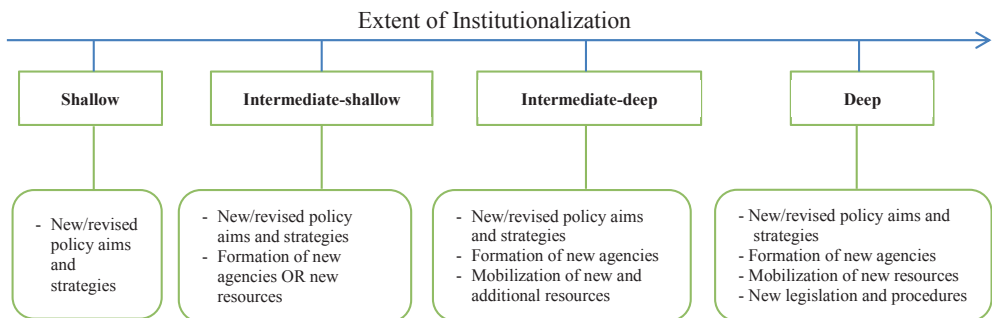 Extent of Institutionalization
Shallow
Intermediate-shallow
Intermediate-deep
Deep
- New/revised
policy aims
and
strategies
- New/revised policy
aims and strategies
- Formation of new
agencies OR new
resources
- New/revised policy aims
and strategies
- Formation of new agencies
- Mobilization of new and
additional resources
- New/revised policy aims and
strategies
- Formation of new agencies
- Mobilization of new resources
- New legislation and procedures